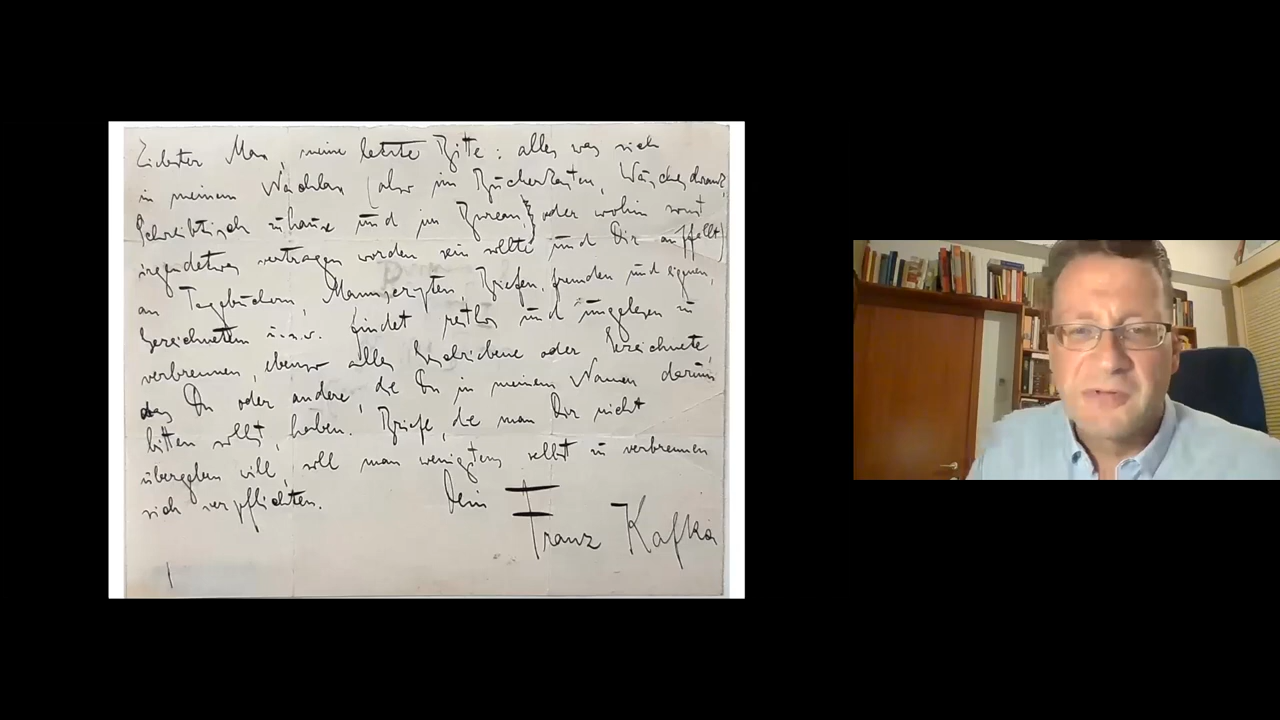 Liebster Max, meine letzte Bitte: alles was sich
in meinem Nachlass (also im Bücherkasten, Wäscheschrank,
Schreibtisch zuhause und im Bureau, oder wohin sonst
irgendetwas vertragen worden sein sollte und Dir auffällt)
an Tagebüchern, Manuscripten, Briefen, fremden und eignen,
Gezeichnetem u.s.w. findet restlos und ungelesen zu
verbrennen, ebenso alles Geschriebene oder Gezeichnete,
das Du oder andere, die Du in meinem Namen darum
bitten sollst, haben. Briefe, die man Dir nicht
übergeben will, soll man wenigstens selbst zu verbrennen
sich verpflichten.
Dein
Franz Kafka